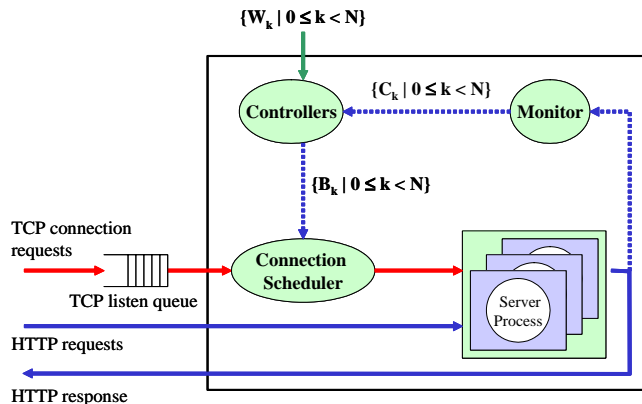 {W_k | 0 ≤ k < N}
{C_k | 0 ≤ k < N}
Controllers
Monitor
{B_k | 0 ≤ k < N}
TCP connection
requests
Connection
Scheduler
TCP listen queue
Server
Process
HTTP requests
HTTP response